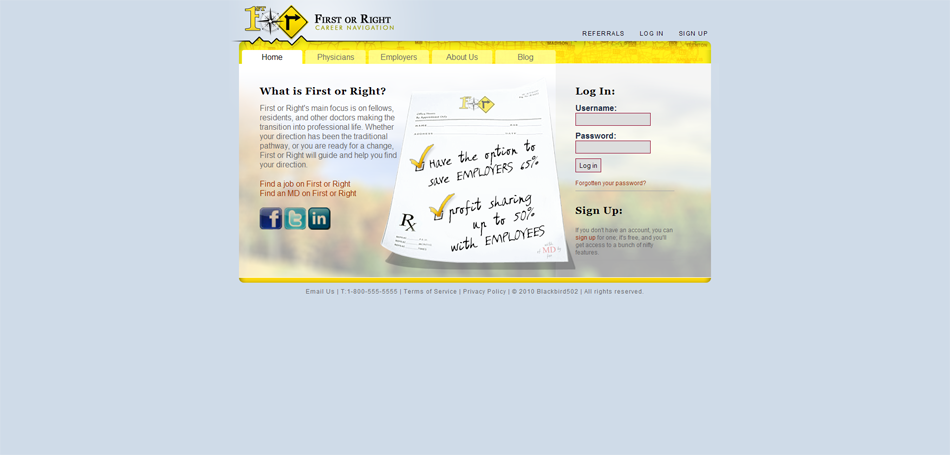 First or Right
CAREER NAVIGATION
REFERRALS LOG IN SIGN UP
Home Physicians Employers About Us Blog
What is First or Right?
First or Right's main focus is on fellows,
residents, and other doctors making the
transition into professional life. Whether
your direction has been the traditional
pathway, or you are ready for a change,
First or Right will guide and help you find
your direction.
Find a job on First or Right
Find an MD on First or Right
Have the option to
save EMPLOYERS 65%
profit sharing
up to 50%
with EMPLOYEES
Rx
MD
Log In:
Username:
Password:
Log in
Forgotten your password?
Sign Up:
If you don't have an account, you can
sign up for one; it's free, and you'll
get access to a bunch of nifty
features.
Email Us | T:1-800-555-5555 | Terms of Service | Privacy Policy | © 2010 Blackbird502 | All rights reserved.